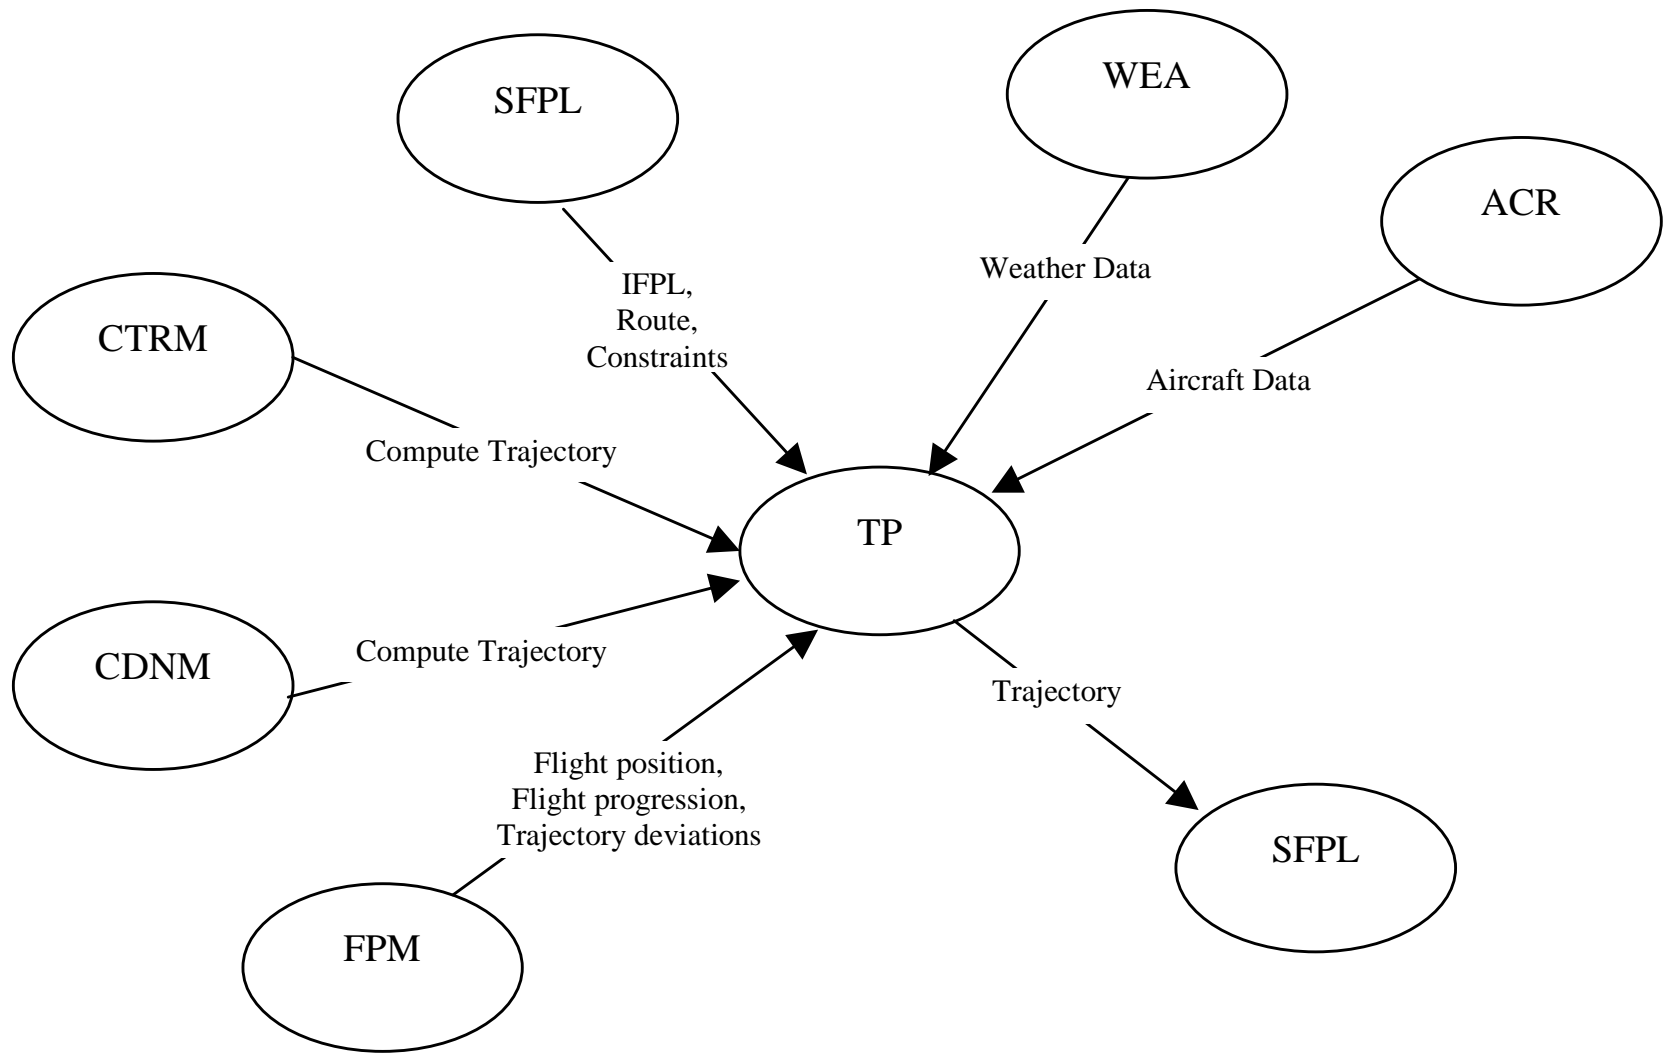 WEA
SFPL
ACR
Weather Data
IFPL,
Route,
Constraints
CTRM
Aircraft Data
Compute Trajectory
TP
CDNM
Compute Trajectory
Trajectory
Flight position,
Flight progression,
Trajectory deviations
SFPL
FPM